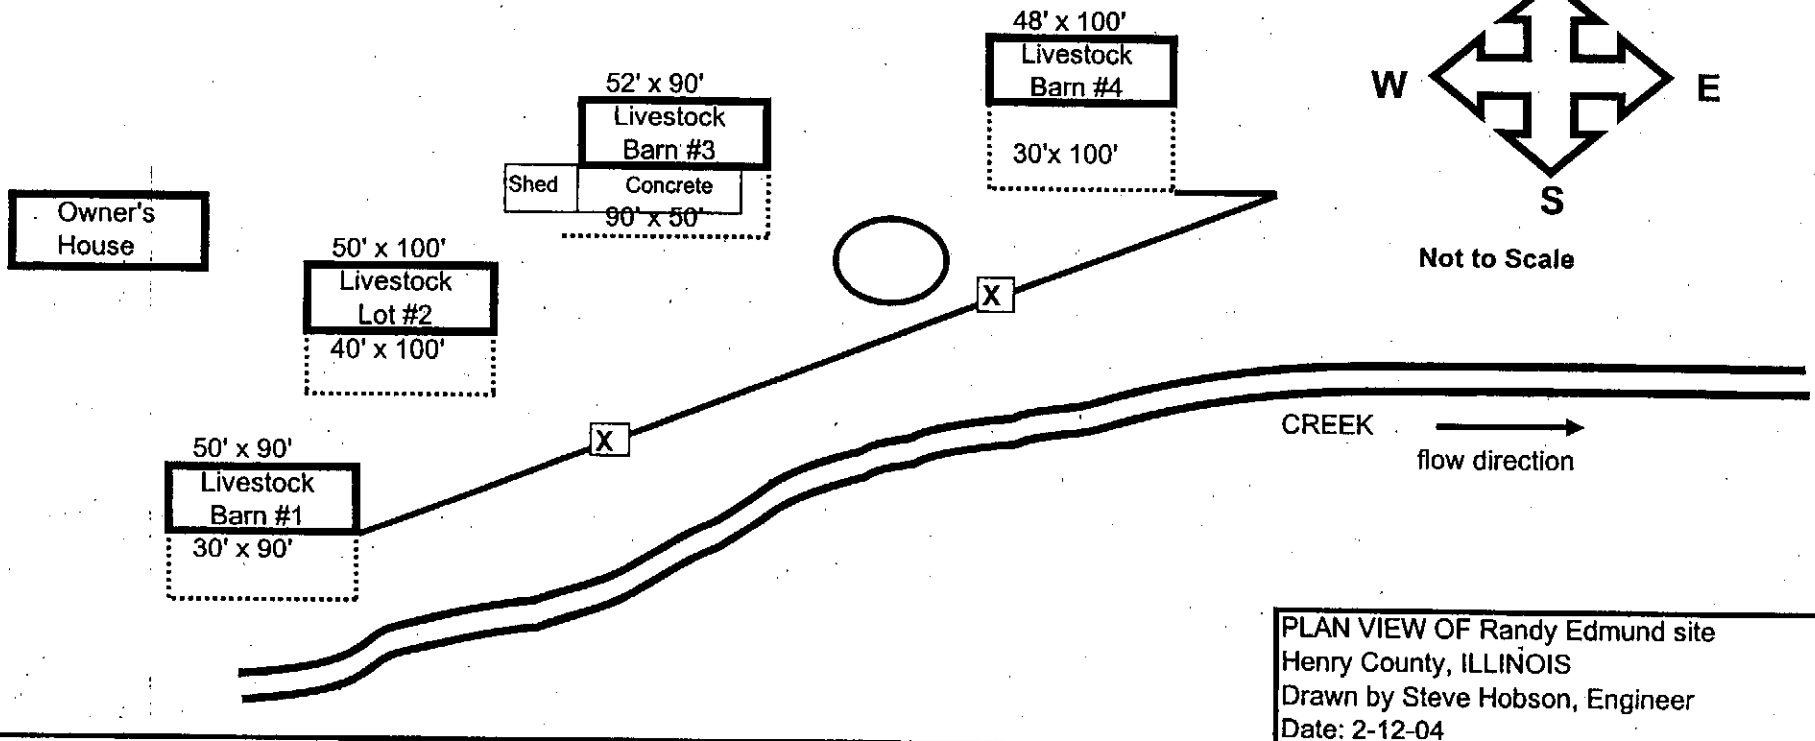 48' x 100'
Livestock
Barn #4
30'x 100'
W
E
S
Not to Scale
52' x 90'
Livestock
Barn #3
Shed
Concrete
90' x 50'
Owner's
House
50' x 100'
Livestock
Lot #2
40' x 100'
X
X
50' x 90'
Livestock
Barn #1
30' x 90'
CREEK
flow direction
PLAN VIEW OF Randy Edmund site
Henry County, ILLINOIS
Drawn by Steve Hobson, Engineer
Date: 2-12-04